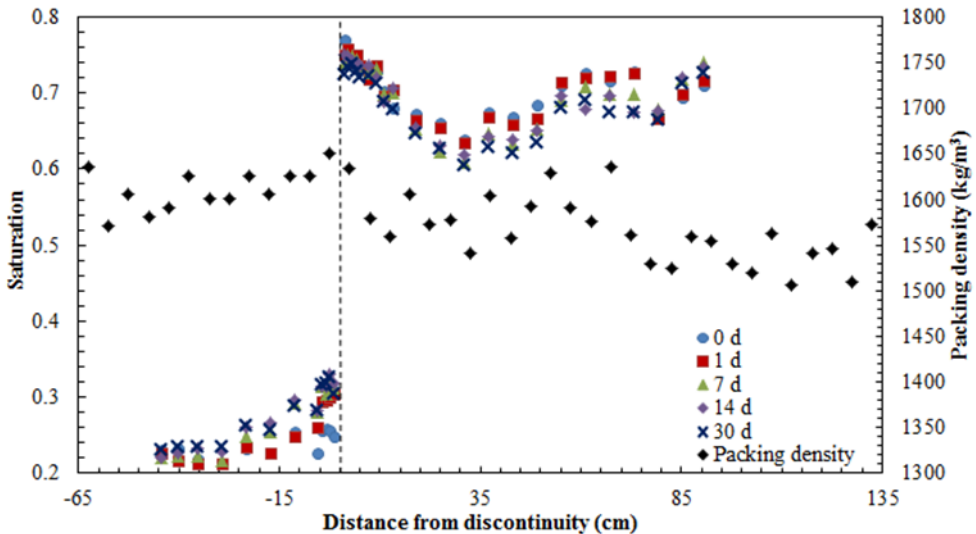 0.8
0.7
0.6
0.5
0.4
0.3
0.2
Saturation
1800
1750
1700
1650
1600
1550
1500
1450
1400
1350
1300
Packing density (kg/m³)
0 d
1 d
7 d
14 d
30 d
Packing density
-65
-15
35
85
135
Distance from discontinuity (cm)